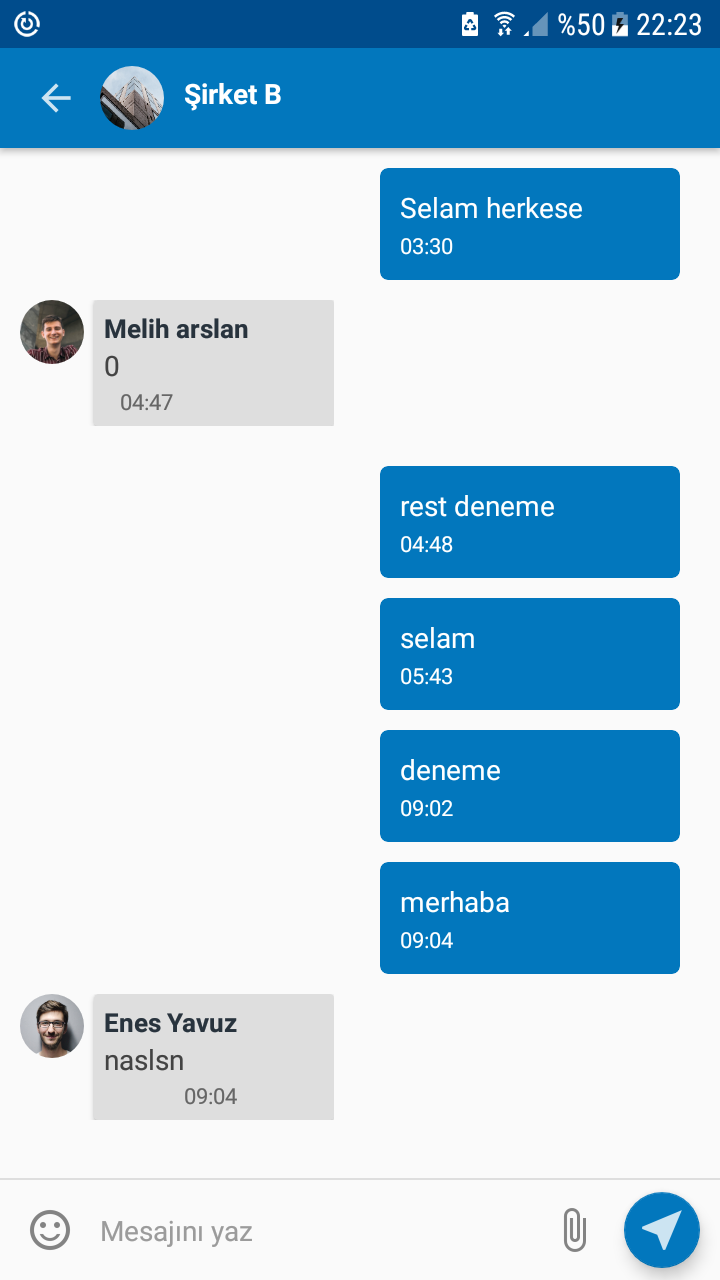 %50 22:23
Şirket B
Selam herkese
03:30
Melih arslan
0
04:47
rest deneme
04:48
selam
05:43
deneme
09:02
merhaba
09:04
Enes Yavuz
naslsn
09:04
Mesajını yaz